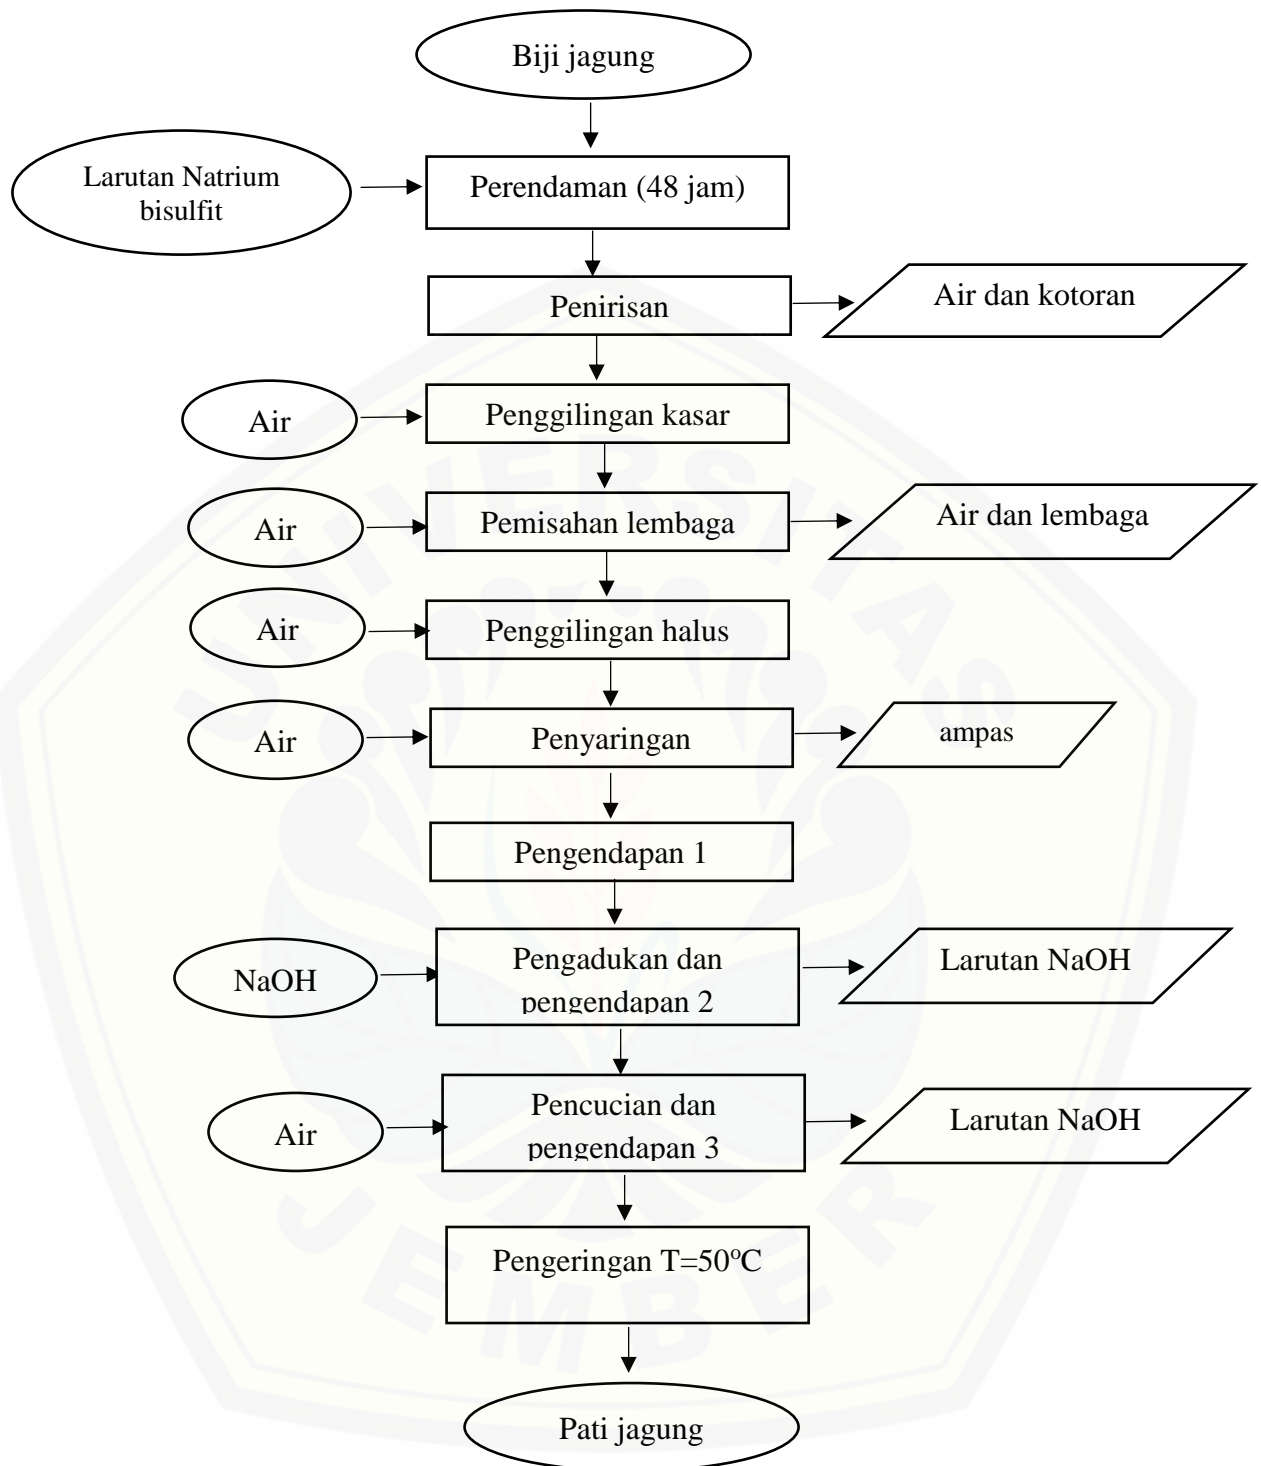 Biji jagung
Larutan Natrium
bisulfit
Perendaman (48 jam)
Penirisan
Air dan kotoran
Air
Penggilingan kasar
Air
Pemisahan lembaga
Air dan lembaga
Air
Penggilingan halus
Air
Penyaringan
ampas
Pengendapan 1
NaOH
Pengadukan dan
pengendapan 2
Larutan NaOH
Air
Pencucian dan
pengendapan 3
Larutan NaOH
Pengeringan T=50°C
Pati jagung
UNIVERSITAS
JEMBER